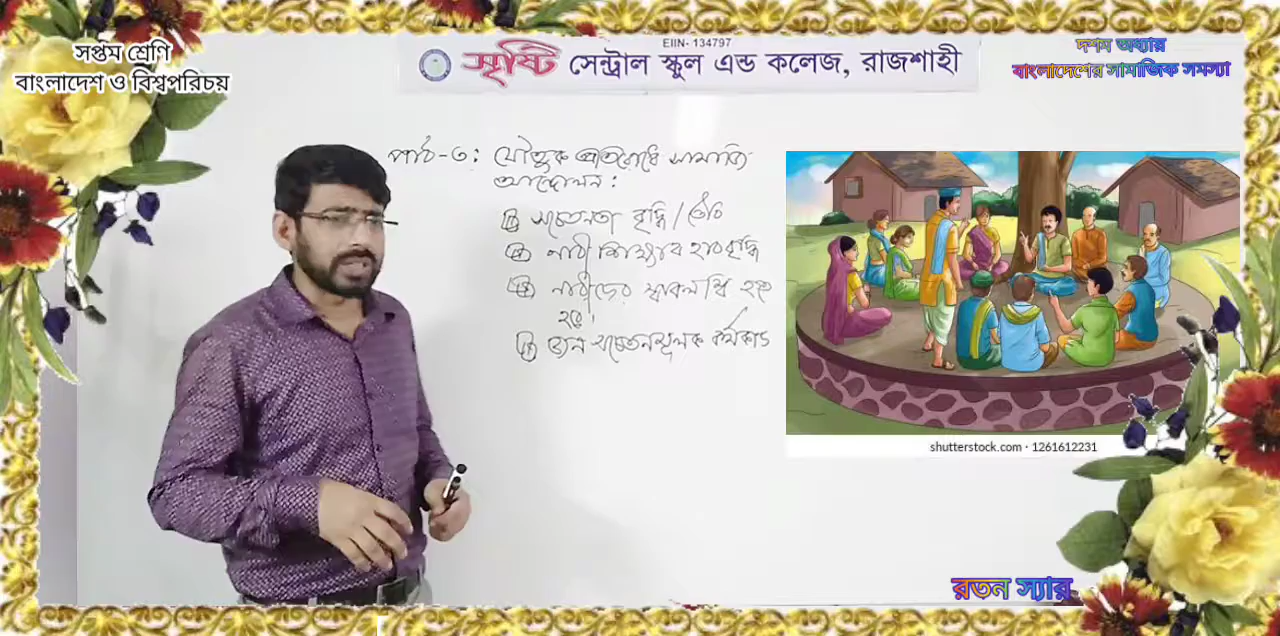 সপ্তম শ্রেণি
বাংলাদেশ ও বিশ্বপরিচয়
EIIN- 134797
সৃষ্টি সেন্ট্রাল স্কুল এন্ড কলেজ, রাজশাহী
দশম অধ্যায়
বাংলাদেশের সামাজিক সমস্যা
পাঠ-৩: যৌতুক প্রতিরোধে সামাজিক
আন্দোলন:
সচেতনতা বৃদ্ধি / তৈরি
নারী শিক্ষার হার বৃদ্ধি
নারীদের স্বাবলম্বি হতে
হবে।
সচেতনমূলক কর্মকান্ড
shutterstock.com · 1261612231
রতন স্যার